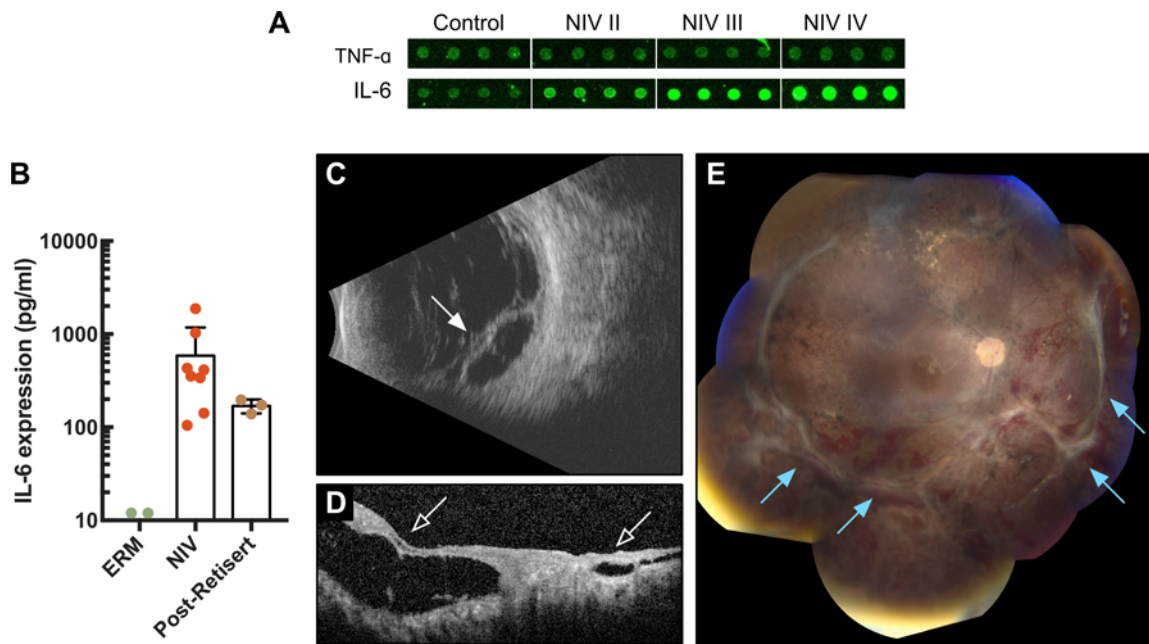 A
Control NIV II NIV III NIV IV
TNF-α
IL-6
B
IL-6 expression (pg/ml)
10000
1000
100
10
ERM
NIV
Post-Retisert
C
D
E